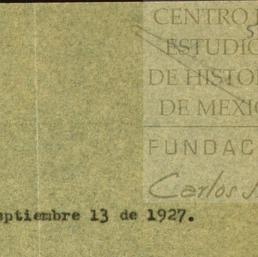 CENTRO
ESTUDIO
DE HISTO
DE MEXIC
FUNDAC
Carlos S
eptiembre 13 de 1927.